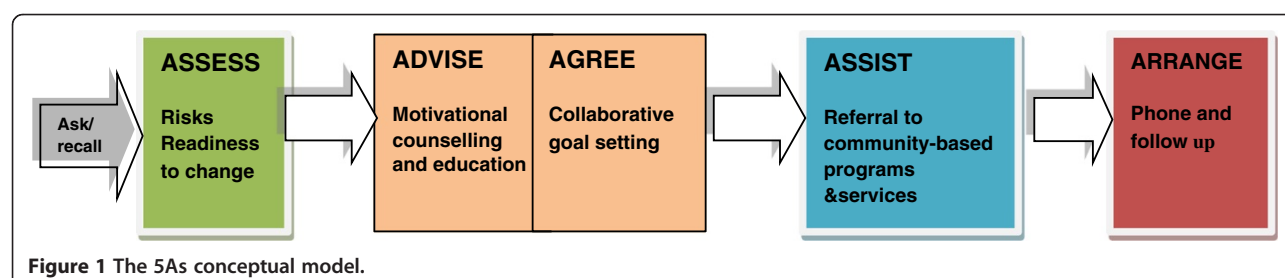 Ask/
recall
ASSESS
Risks
Readiness
to change
ADVISE
Motivational
counselling
and education
AGREE
Collaborative
goal setting
ASSIST
Referral to
community-based
programs
&services
ARRANGE
Phone and
follow up
Figure 1 The 5As conceptual model.